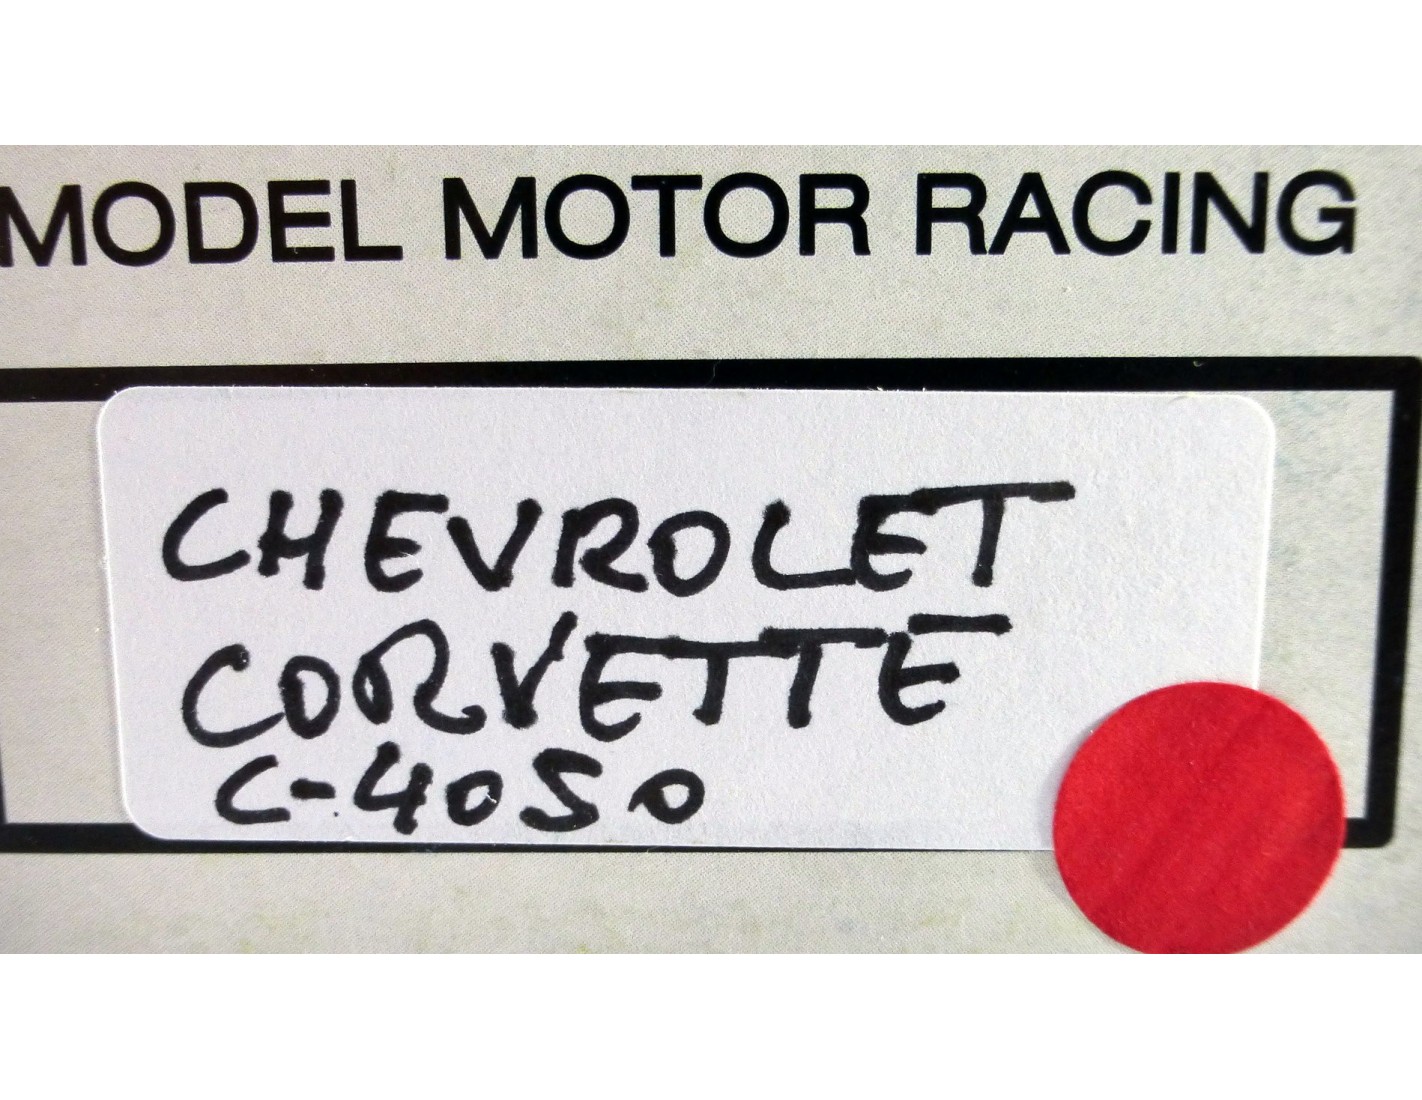 MODEL MOTOR RACING
CHEVROLET
CORVETTE
C-4050